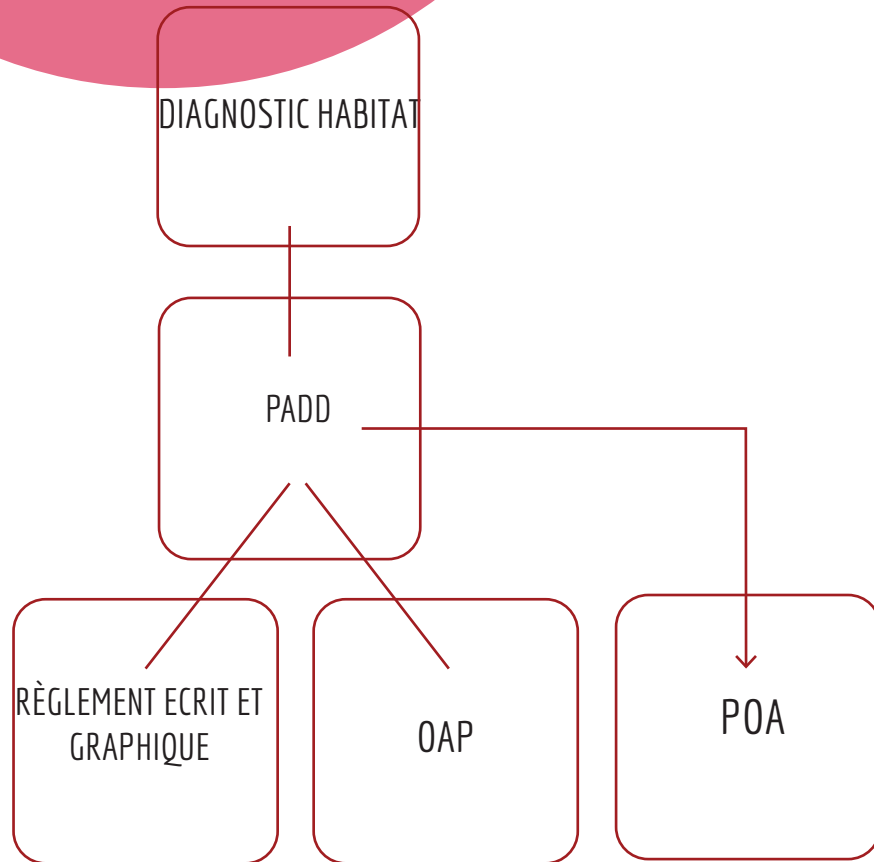 DIAGNOSTIC HABITAT
PADD
RÈGLEMENT ECRIT ET
GRAPHIQUE
OAP
POA